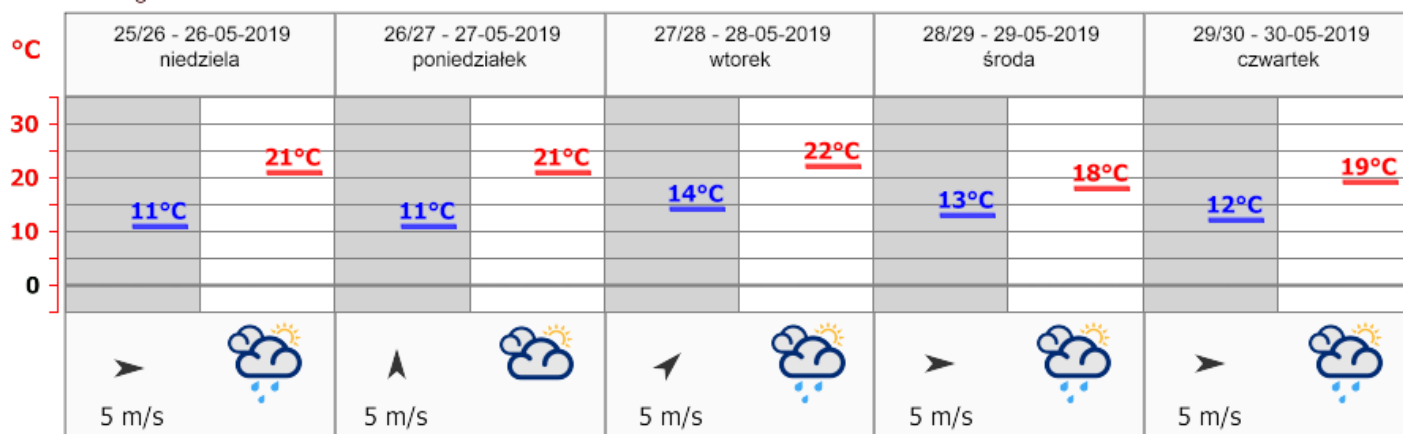 °C
25/26 - 26-05-2019
niedziela
26/27 - 27-05-2019
poniedziałek
27/28 - 28-05-2019
wtorek
28/29 - 29-05-2019
środa
29/30 - 30-05-2019
czwartek
30
20
10
0
11°C
21°C
11°C
21°C
14°C
22°C
13°C
18°C
12°C
19°C
5 m/s
5 m/s
5 m/s
5 m/s
5 m/s